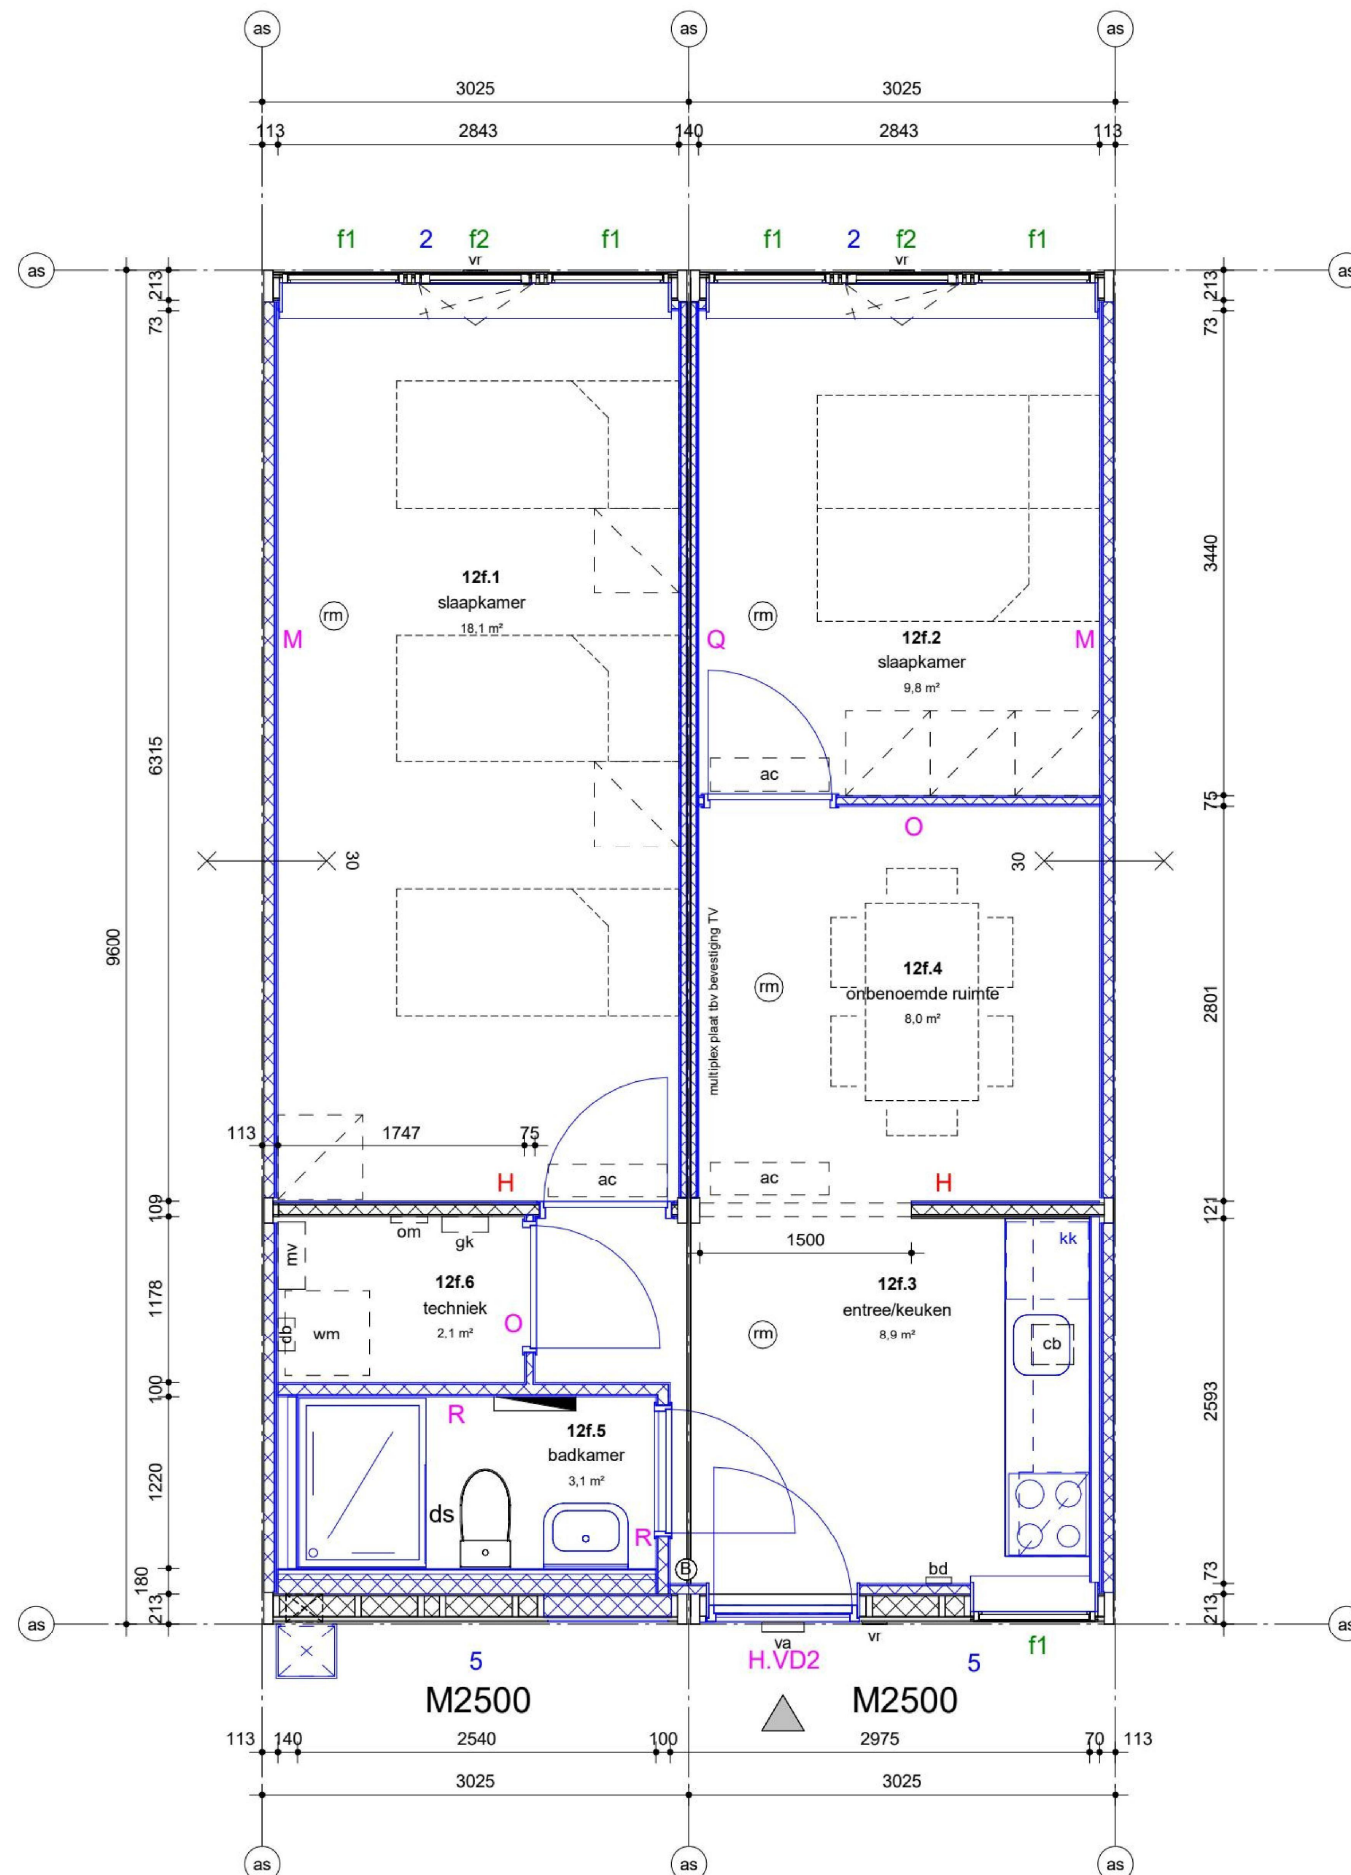 as
as
as
3025
3025
113
2843
140
2843
113
f1
2
f2
f1
f1
2
f2
f1
vr
vr
as
as
213
73
213
73
12f.1
slaapkamer
18,1 m²
rm
M
Q
rm
12f.2
slaapkamer
9,8 m²
M
3440
6315
ac
75
O
30
30
9600
multiplex plaat tbv bevestiging TV
rm
12f.4
onbenoemde ruimte
8,0 m²
2801
113
1747
75
H
ac
ac
H
109
121
mv
om
gk
1500
kk
12f.6
techniek
2,1 m²
12f.3
entree/keuken
8,9 m²
1178
db
wm
O
rm
cb
100
R
12f.5
badkamer
3,1 m²
2593
1220
ds
R
B
bd
180
73
213
213
as
as
va
vr
5
H.VD2
5
f1
M2500
M2500
113
140
2540
100
2975
70
113
3025
3025
as
as
as